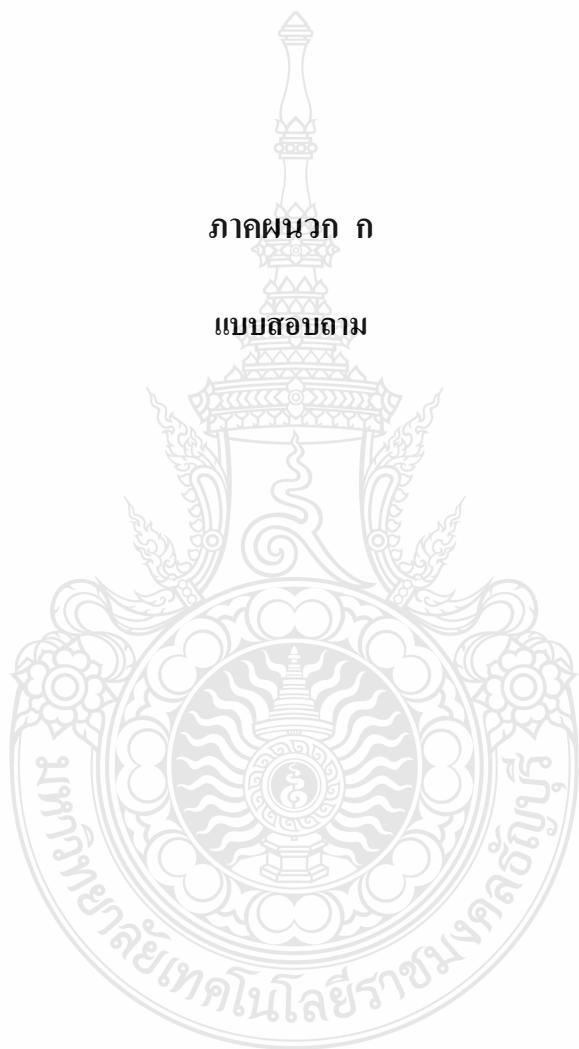 ภาคผนวก ก
แบบสอบถาม
มหาวิทยาลัยเทคโนโลยีราชมงคลธัญบุรี